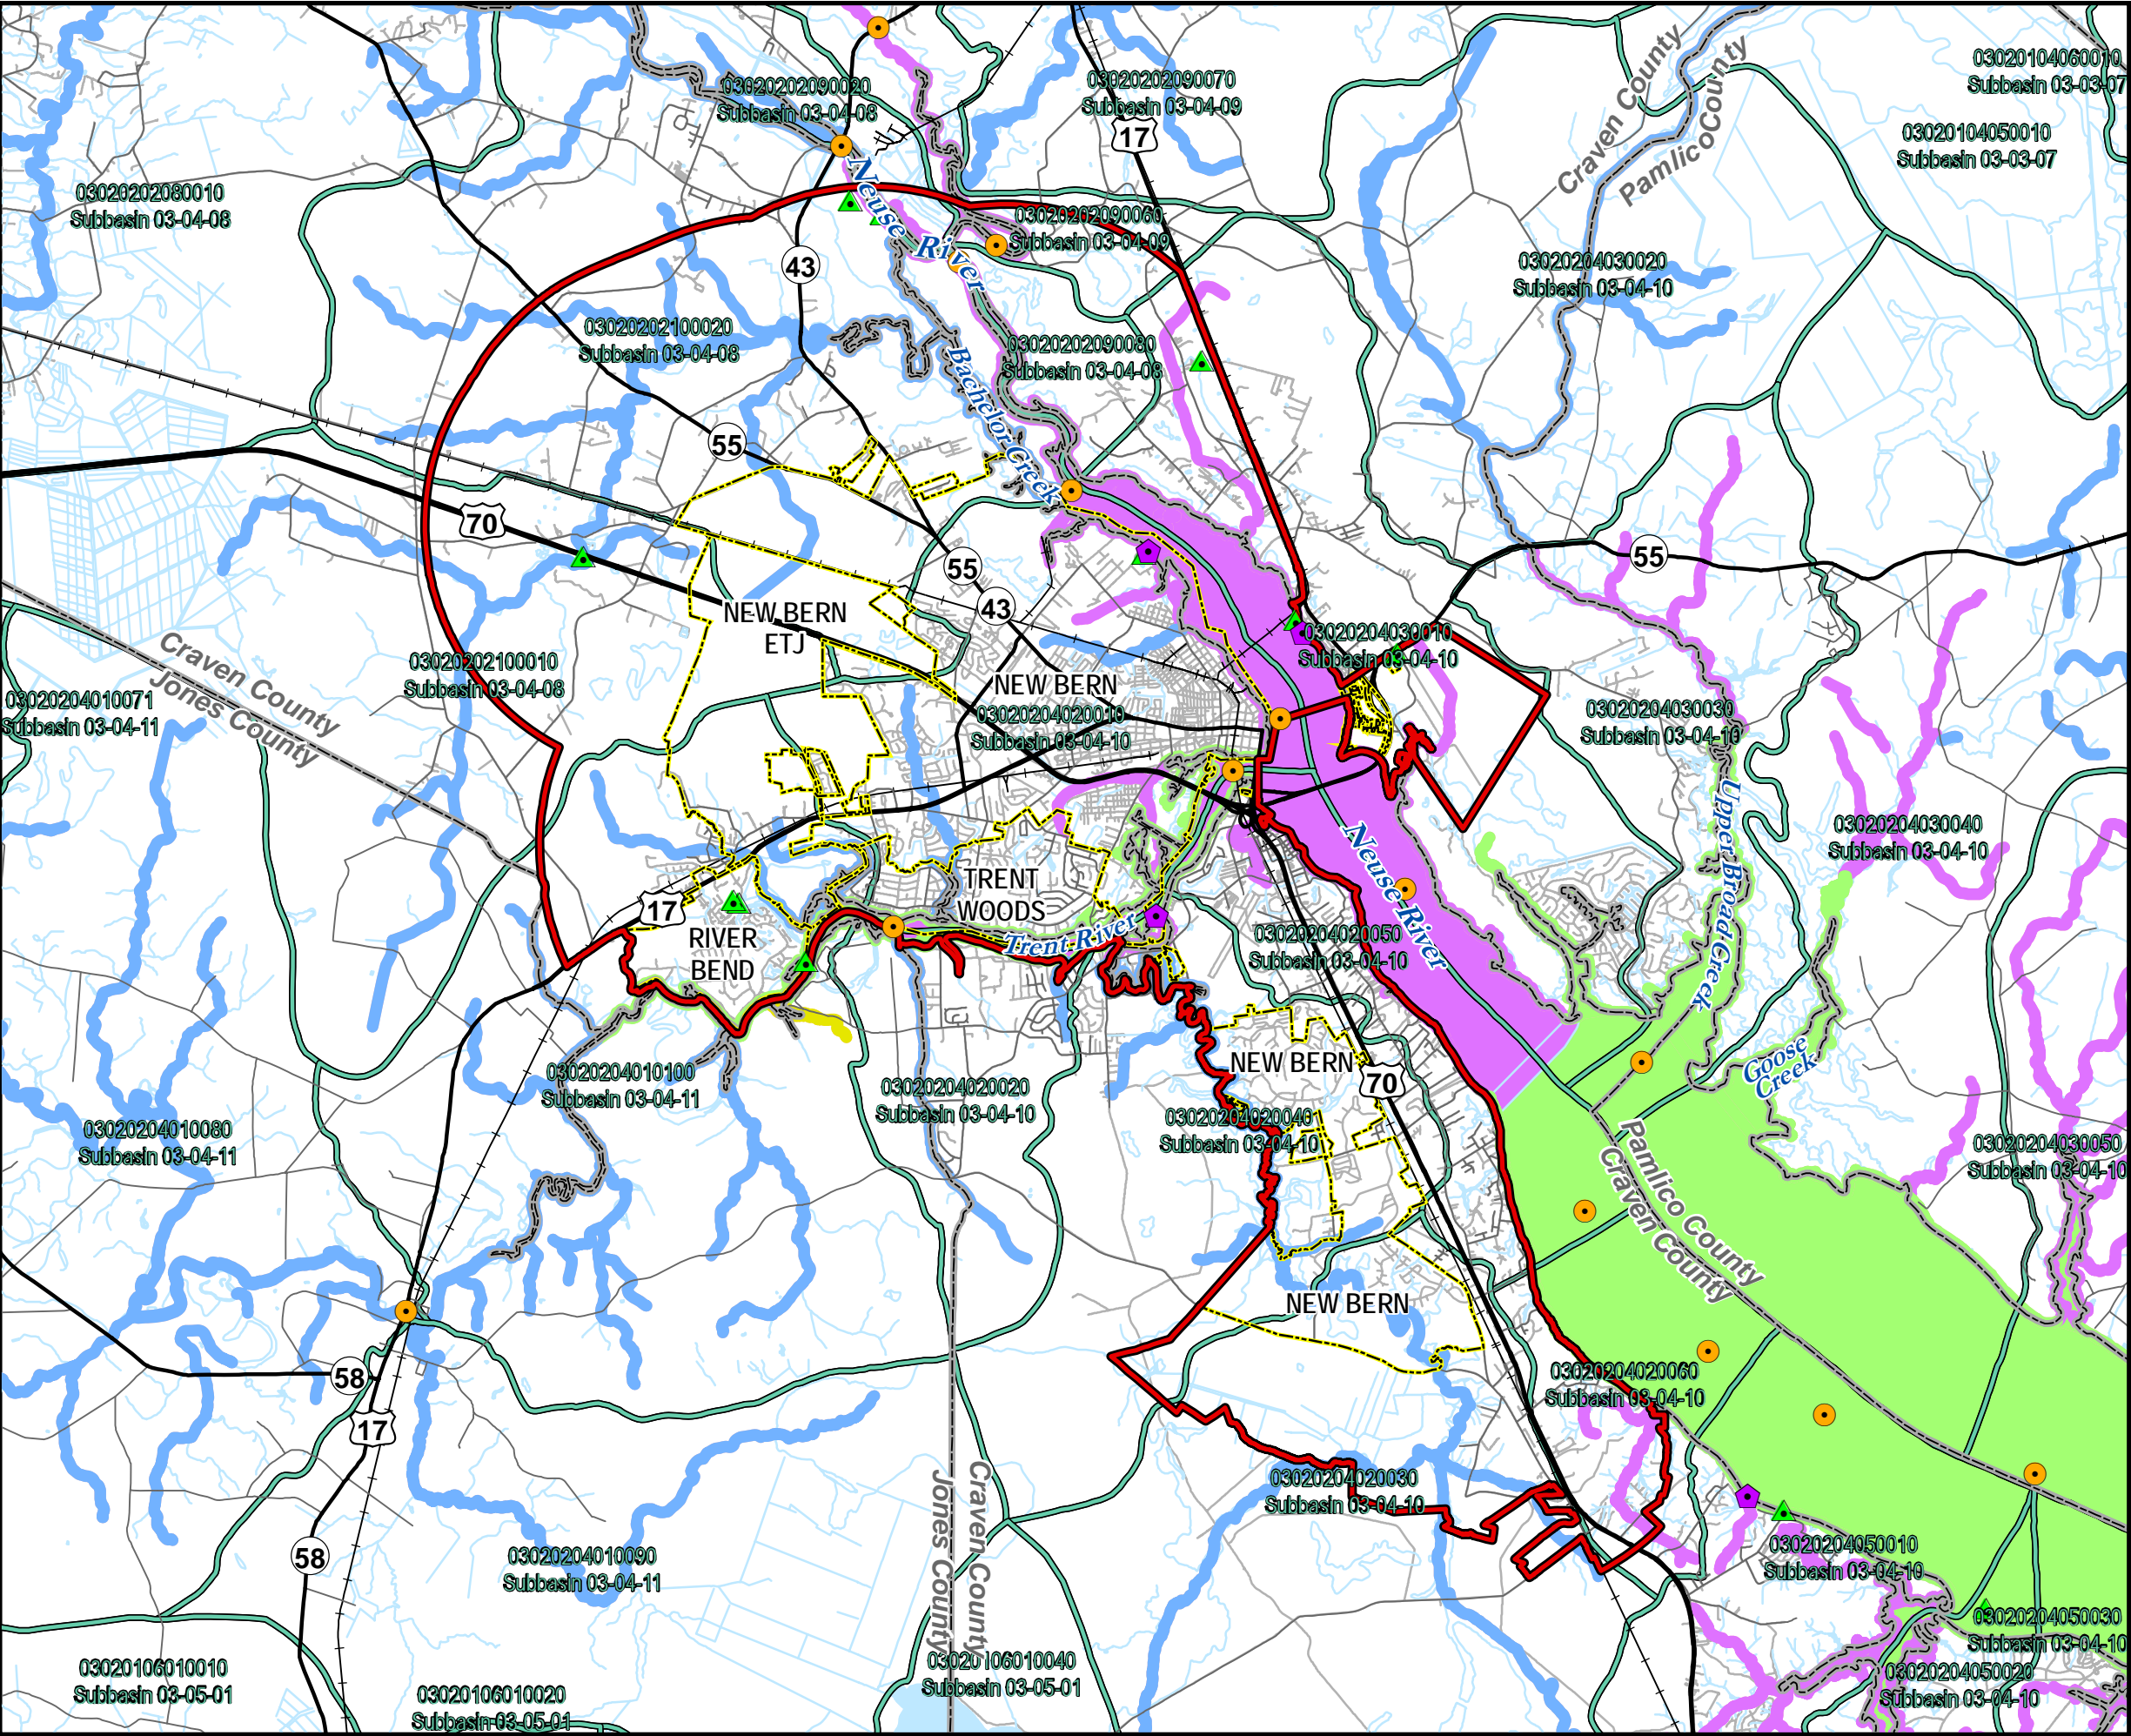 03020202090020
Subbasin 03-04-08
03020202090070
Subbasin 03-04-09
17
Craven County
Pamlico County
03020104060010
Subbasin 03-03-07
03020104050010
Subbasin 03-03-07
03020202080010
Subbasin 03-04-08
Neuse River
03020202090060
Subbasin 03-04-09
43
03020204030020
Subbasin 03-04-10
03020202100020
Subbasin 03-04-08
03020202090080
Subbasin 03-04-08
Bachelor Creek
55
70
55
55
43
NEW BERN
ETJ
03020204030010
Subbasin 03-04-10
Craven County
Jones County
03020202100010
Subbasin 03-04-08
NEW BERN
03020204020010
Subbasin 03-04-10
03020204010071
Subbasin 03-04-11
03020204030030
Subbasin 03-04-10
Upper Broad Creek
03020204030040
Subbasin 03-04-10
Neuse River
TRENT
WOODS
17
RIVER
BEND
Trent River
03020204020050
Subbasin 03-04-10
Goose
Creek
NEW BERN
70
03020204010100
Subbasin 03-04-11
03020204020020
Subbasin 03-04-10
03020204020040
Subbasin 03-04-10
03020204010080
Subbasin 03-04-11
Pamlico County
Craven County
03020204030050
Subbasin 03-04-10
NEW BERN
58
17
03020204020060
Subbasin 03-04-10
03020204020030
Subbasin 03-04-10
Craven County
Jones County
58
03020204010090
Subbasin 03-04-11
03020204050010
Subbasin 03-04-10
03020204050030
Subbasin 03-04-10
03020106010010
Subbasin 03-05-01
03020106010020
Subbasin 03-05-01
03020106010040
Subbasin 03-05-01
03020204050020
Subbasin 03-04-10